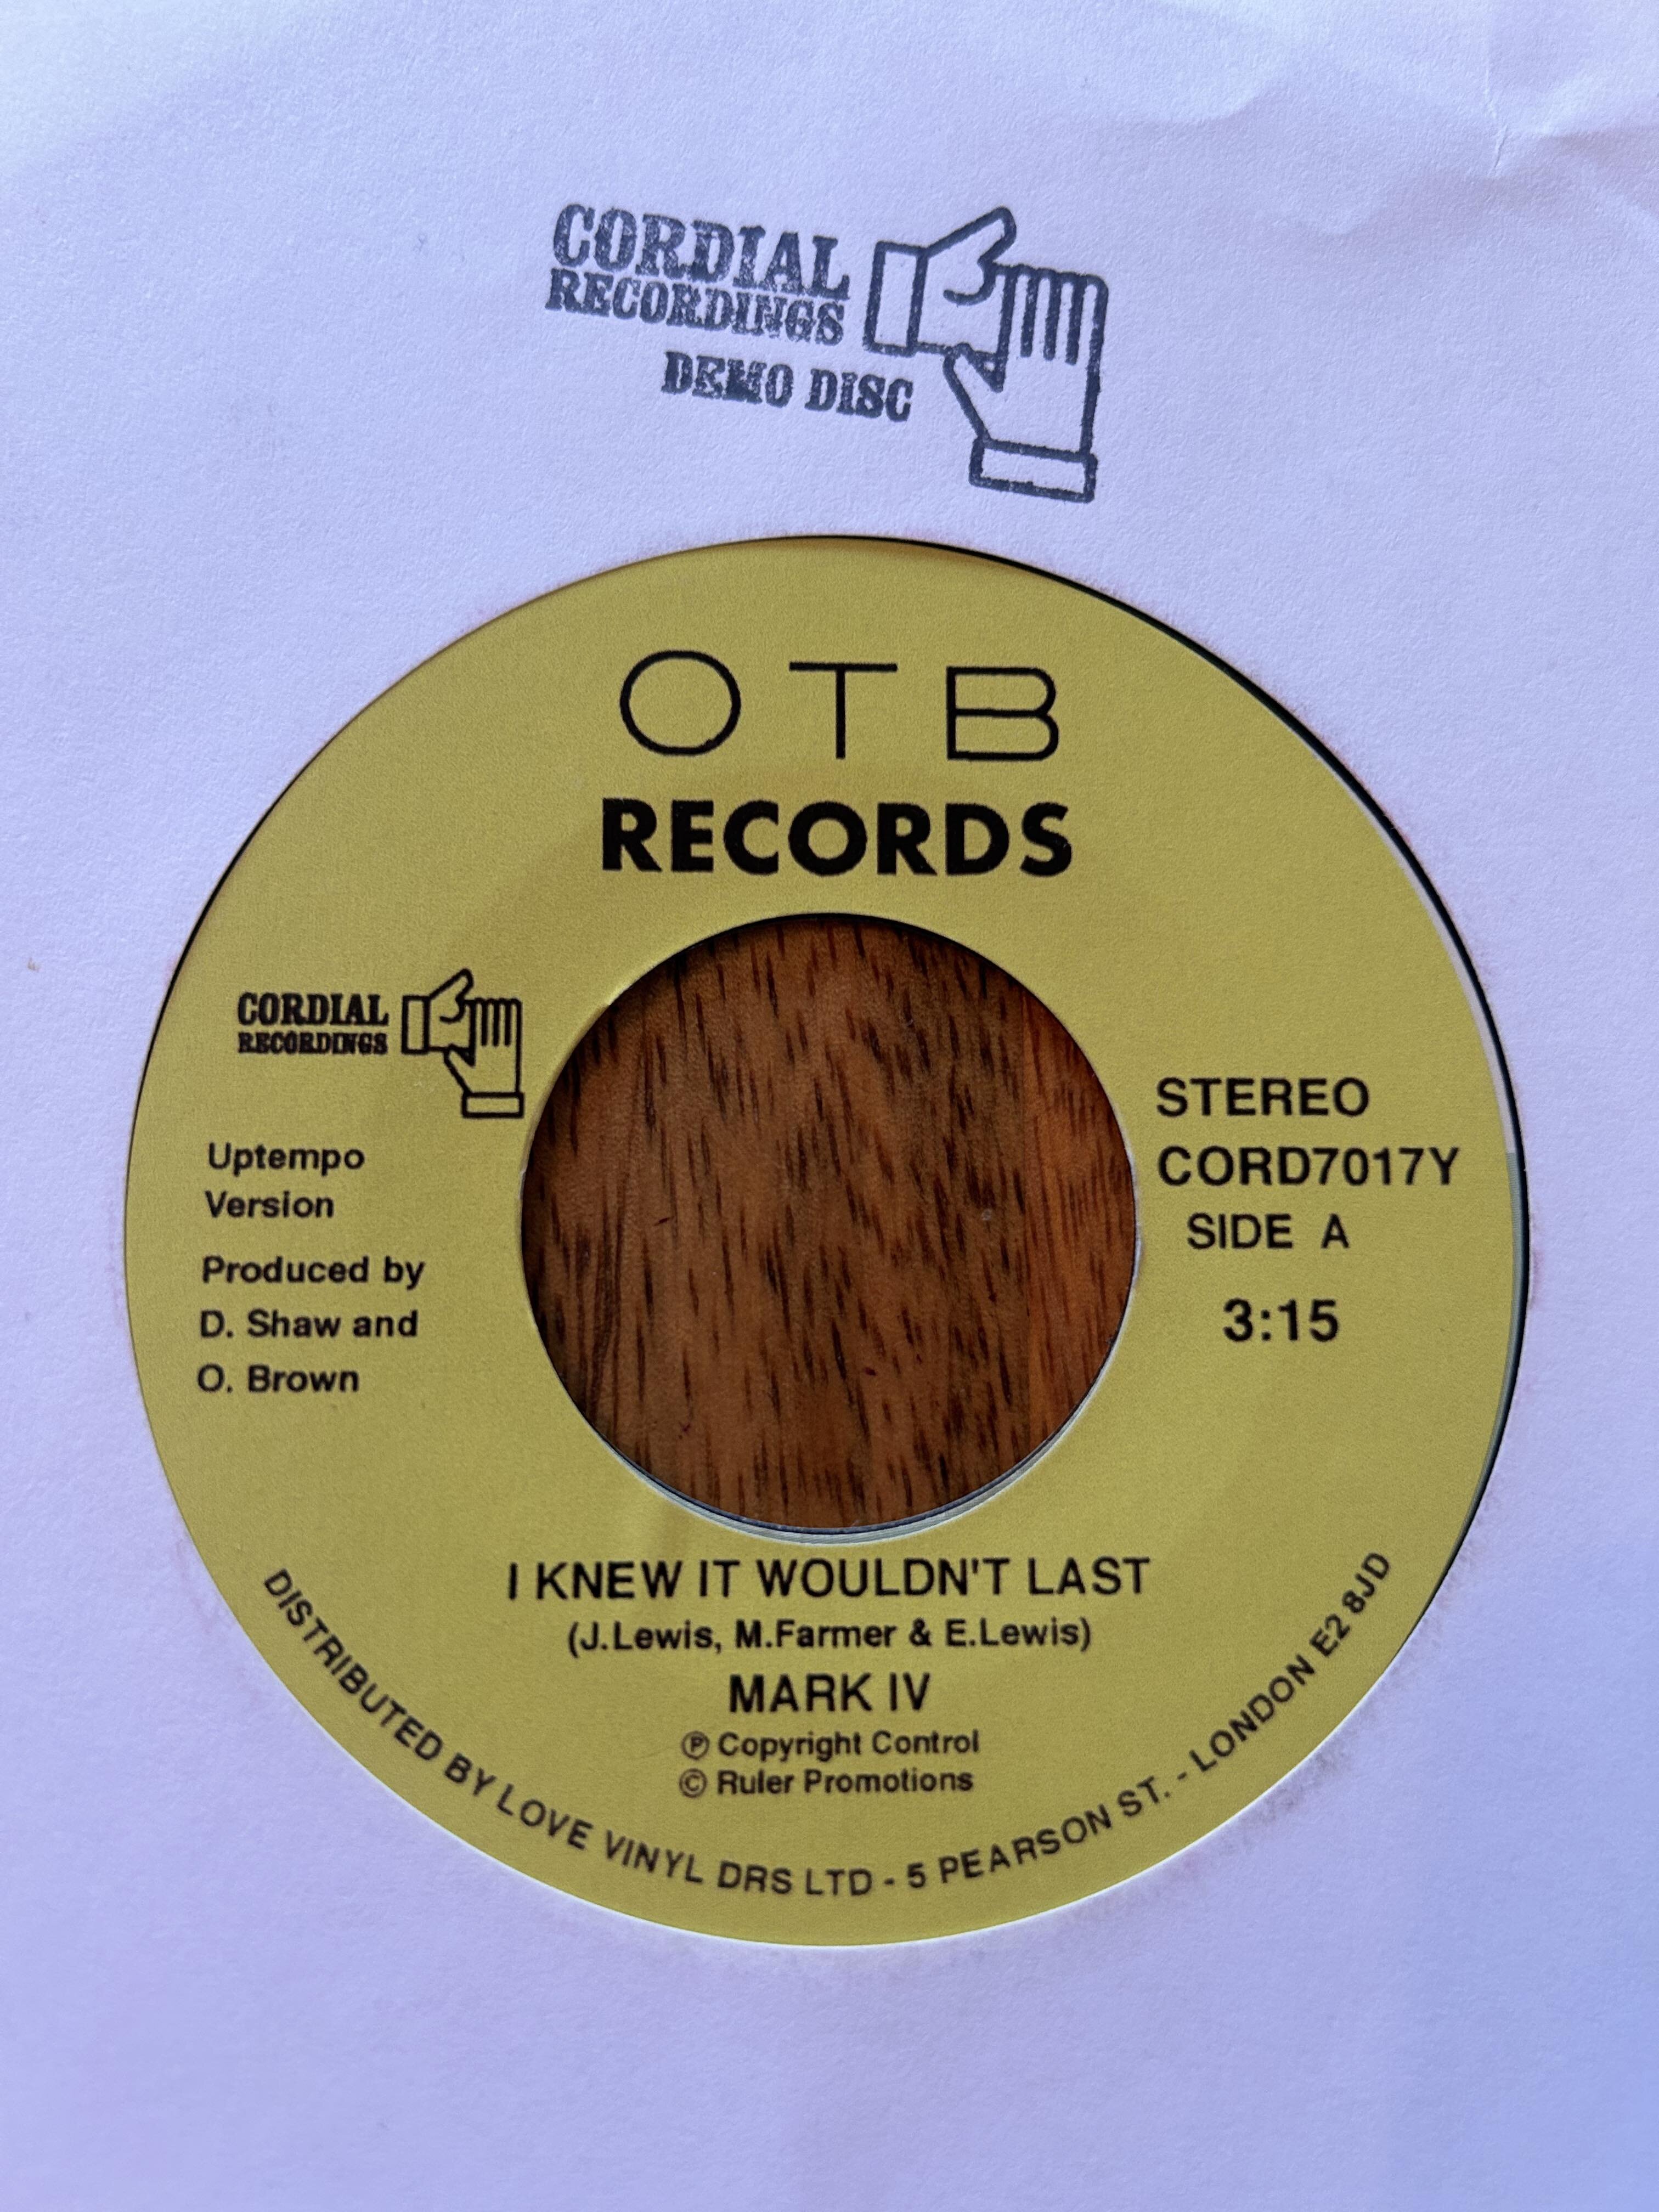 CORDIAL
RECORDINGS
DEMO DISC
OTB
RECORDS
CORDIAL
RECORDINGS
Uptempo
Version
Produced by
D. Shaw and
O. Brown
STEREO
CORD7017Y
SIDE A
3:15
I KNEW IT WOULDN'T LAST
(J.Lewis, M.Farmer & E.Lewis)
MARK IV
℗ Copyright Control
© Ruler Promotions
DISTRIBUTED BY LOVE VINYL DRS LTD - 5 PEARSON ST. - LONDON E2 8JD